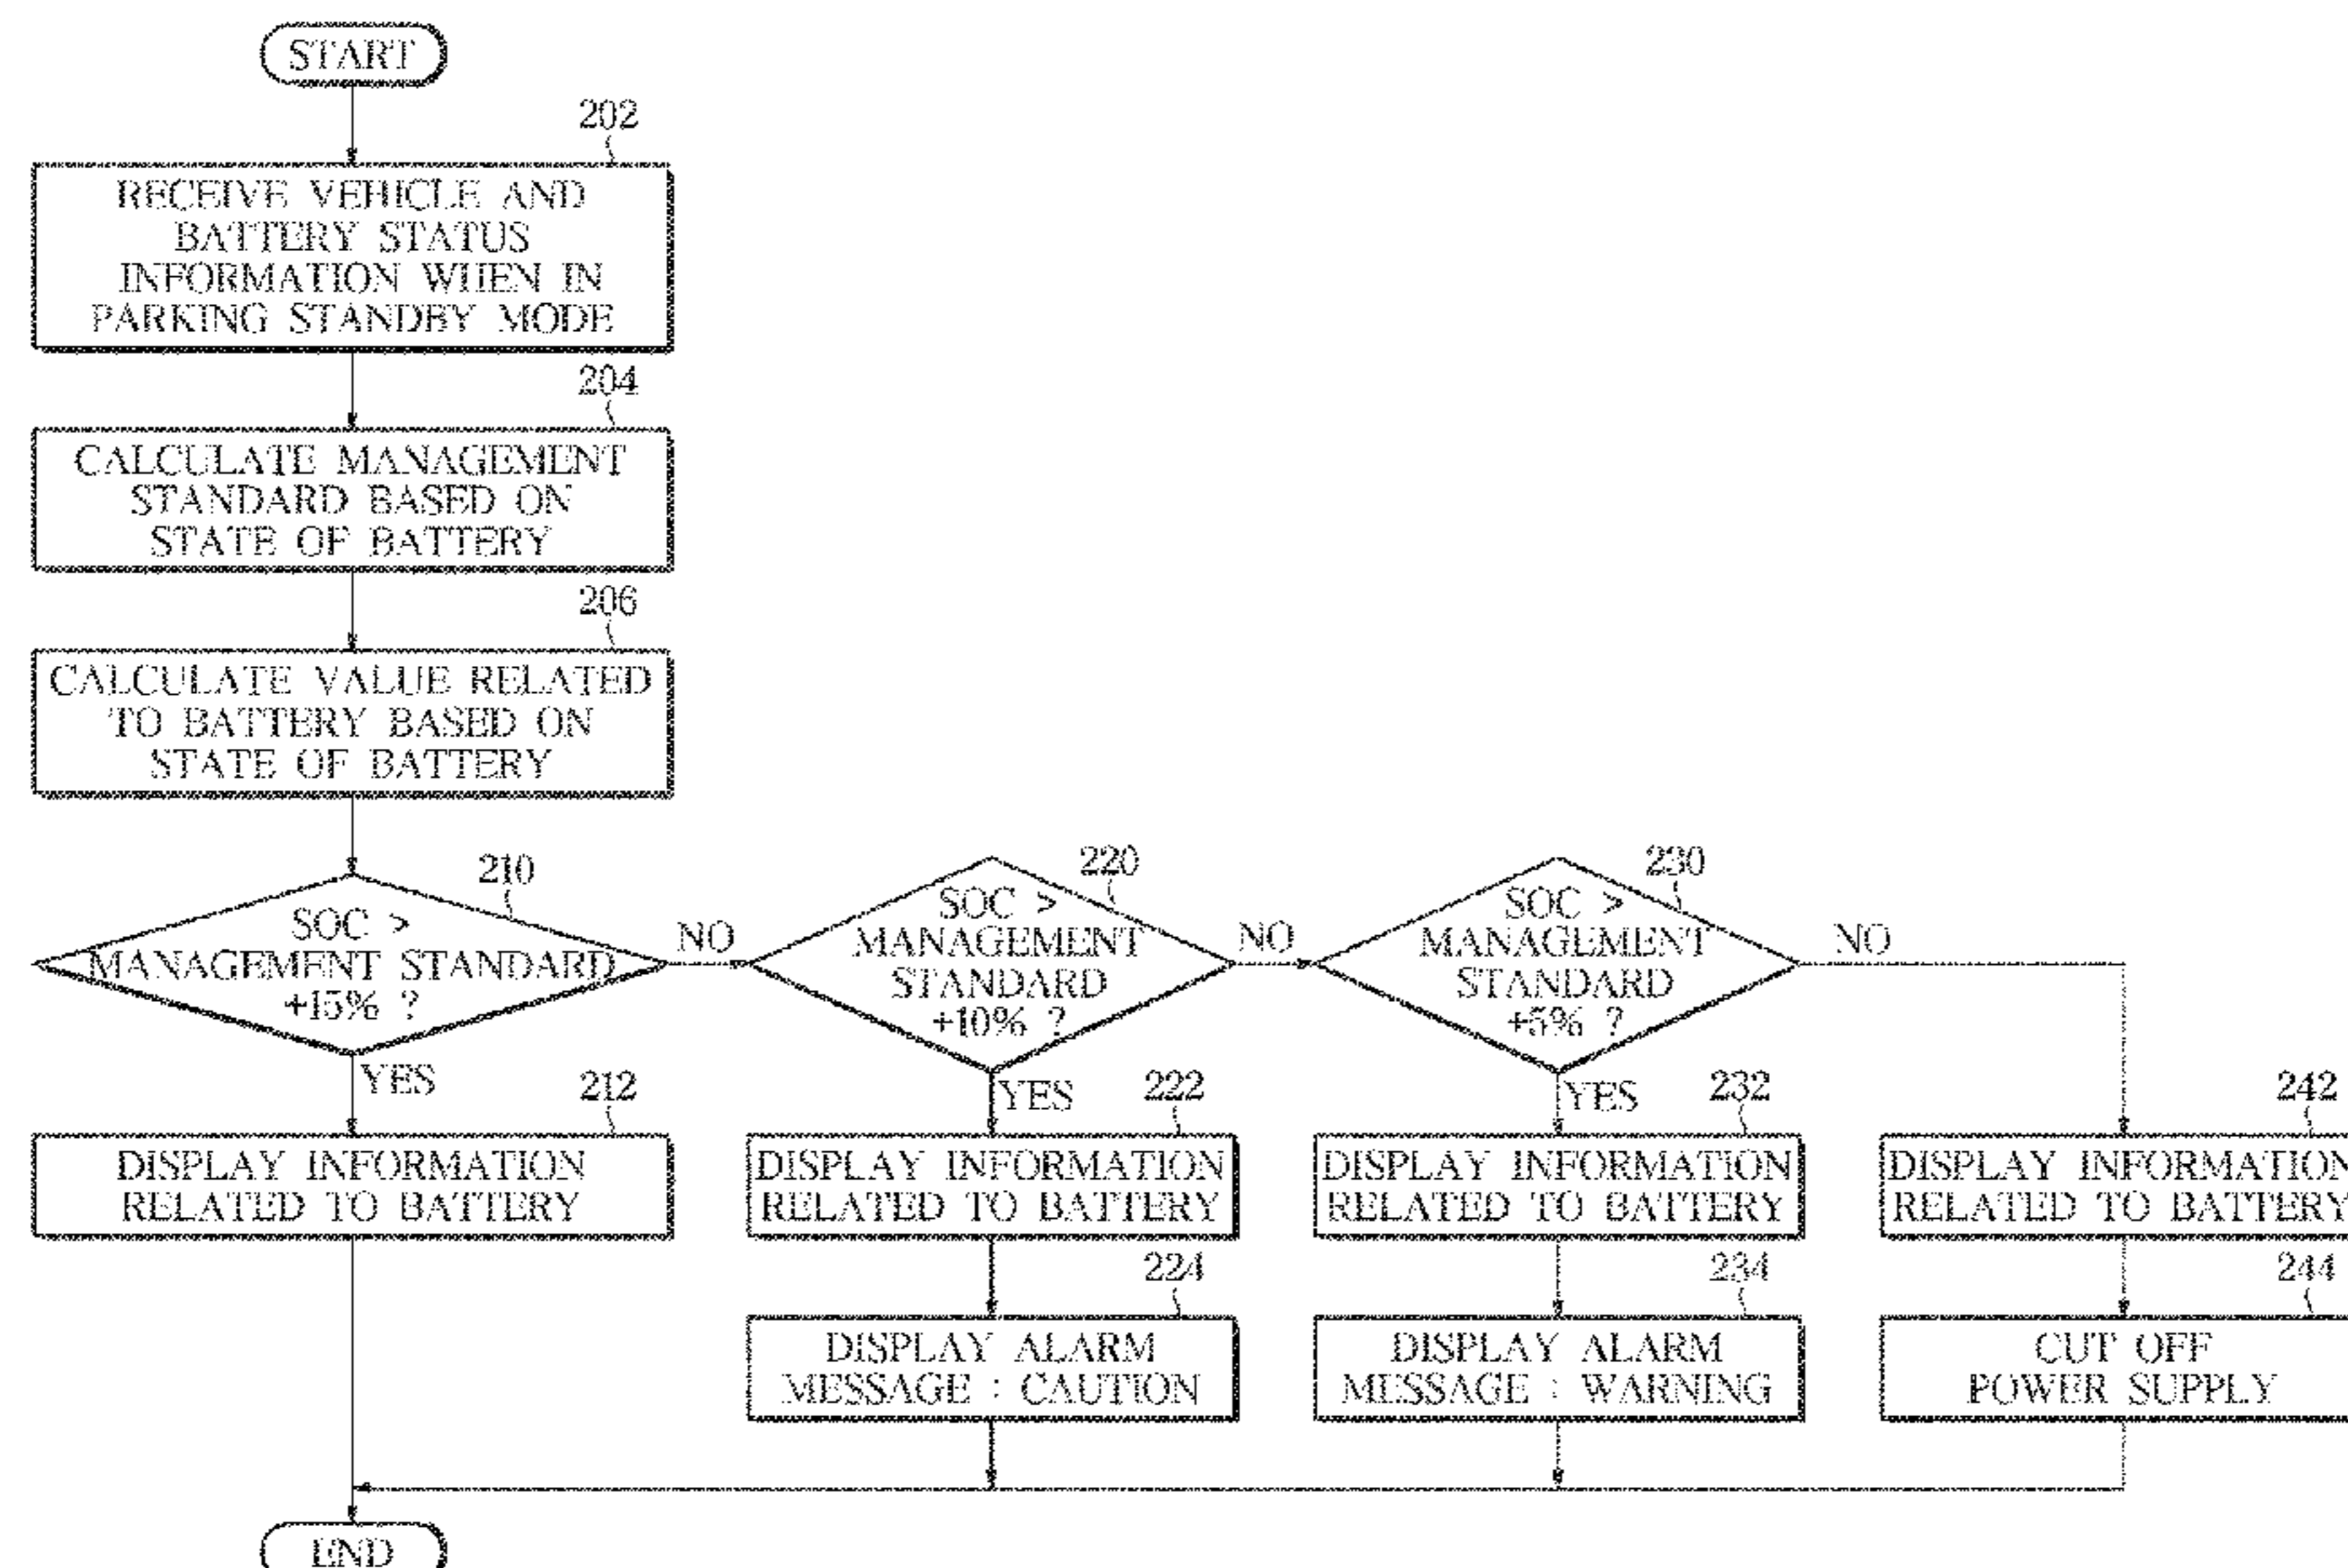 START
202
RECEIVE VEHICLE AND
BATTERY STATUS
INFORMATION WHEN IN
PARKING STANDBY MODE
204
CALCULATE MANAGEMENT
STANDARD BASED ON
STATE OF BATTERY
206
CALCULATE VALUE RELATED
TO BATTERY BASED ON
STATE OF BATTERY
210
SOC >
MANAGEMENT STANDARD
+15% ?
NO
YES
220
SOC >
MANAGEMENT
STANDARD
+10% ?
NO
YES
230
SOC >
MANAGEMENT
STANDARD
+5% ?
NO
YES
212
DISPLAY INFORMATION
RELATED TO BATTERY
222
DISPLAY INFORMATION
RELATED TO BATTERY
232
DISPLAY INFORMATION
RELATED TO BATTERY
242
DISPLAY INFORMATION
RELATED TO BATTERY
224
DISPLAY ALARM
MESSAGE : CAUTION
234
DISPLAY ALARM
MESSAGE : WARNING
244
CUT OFF
POWER SUPPLY
END